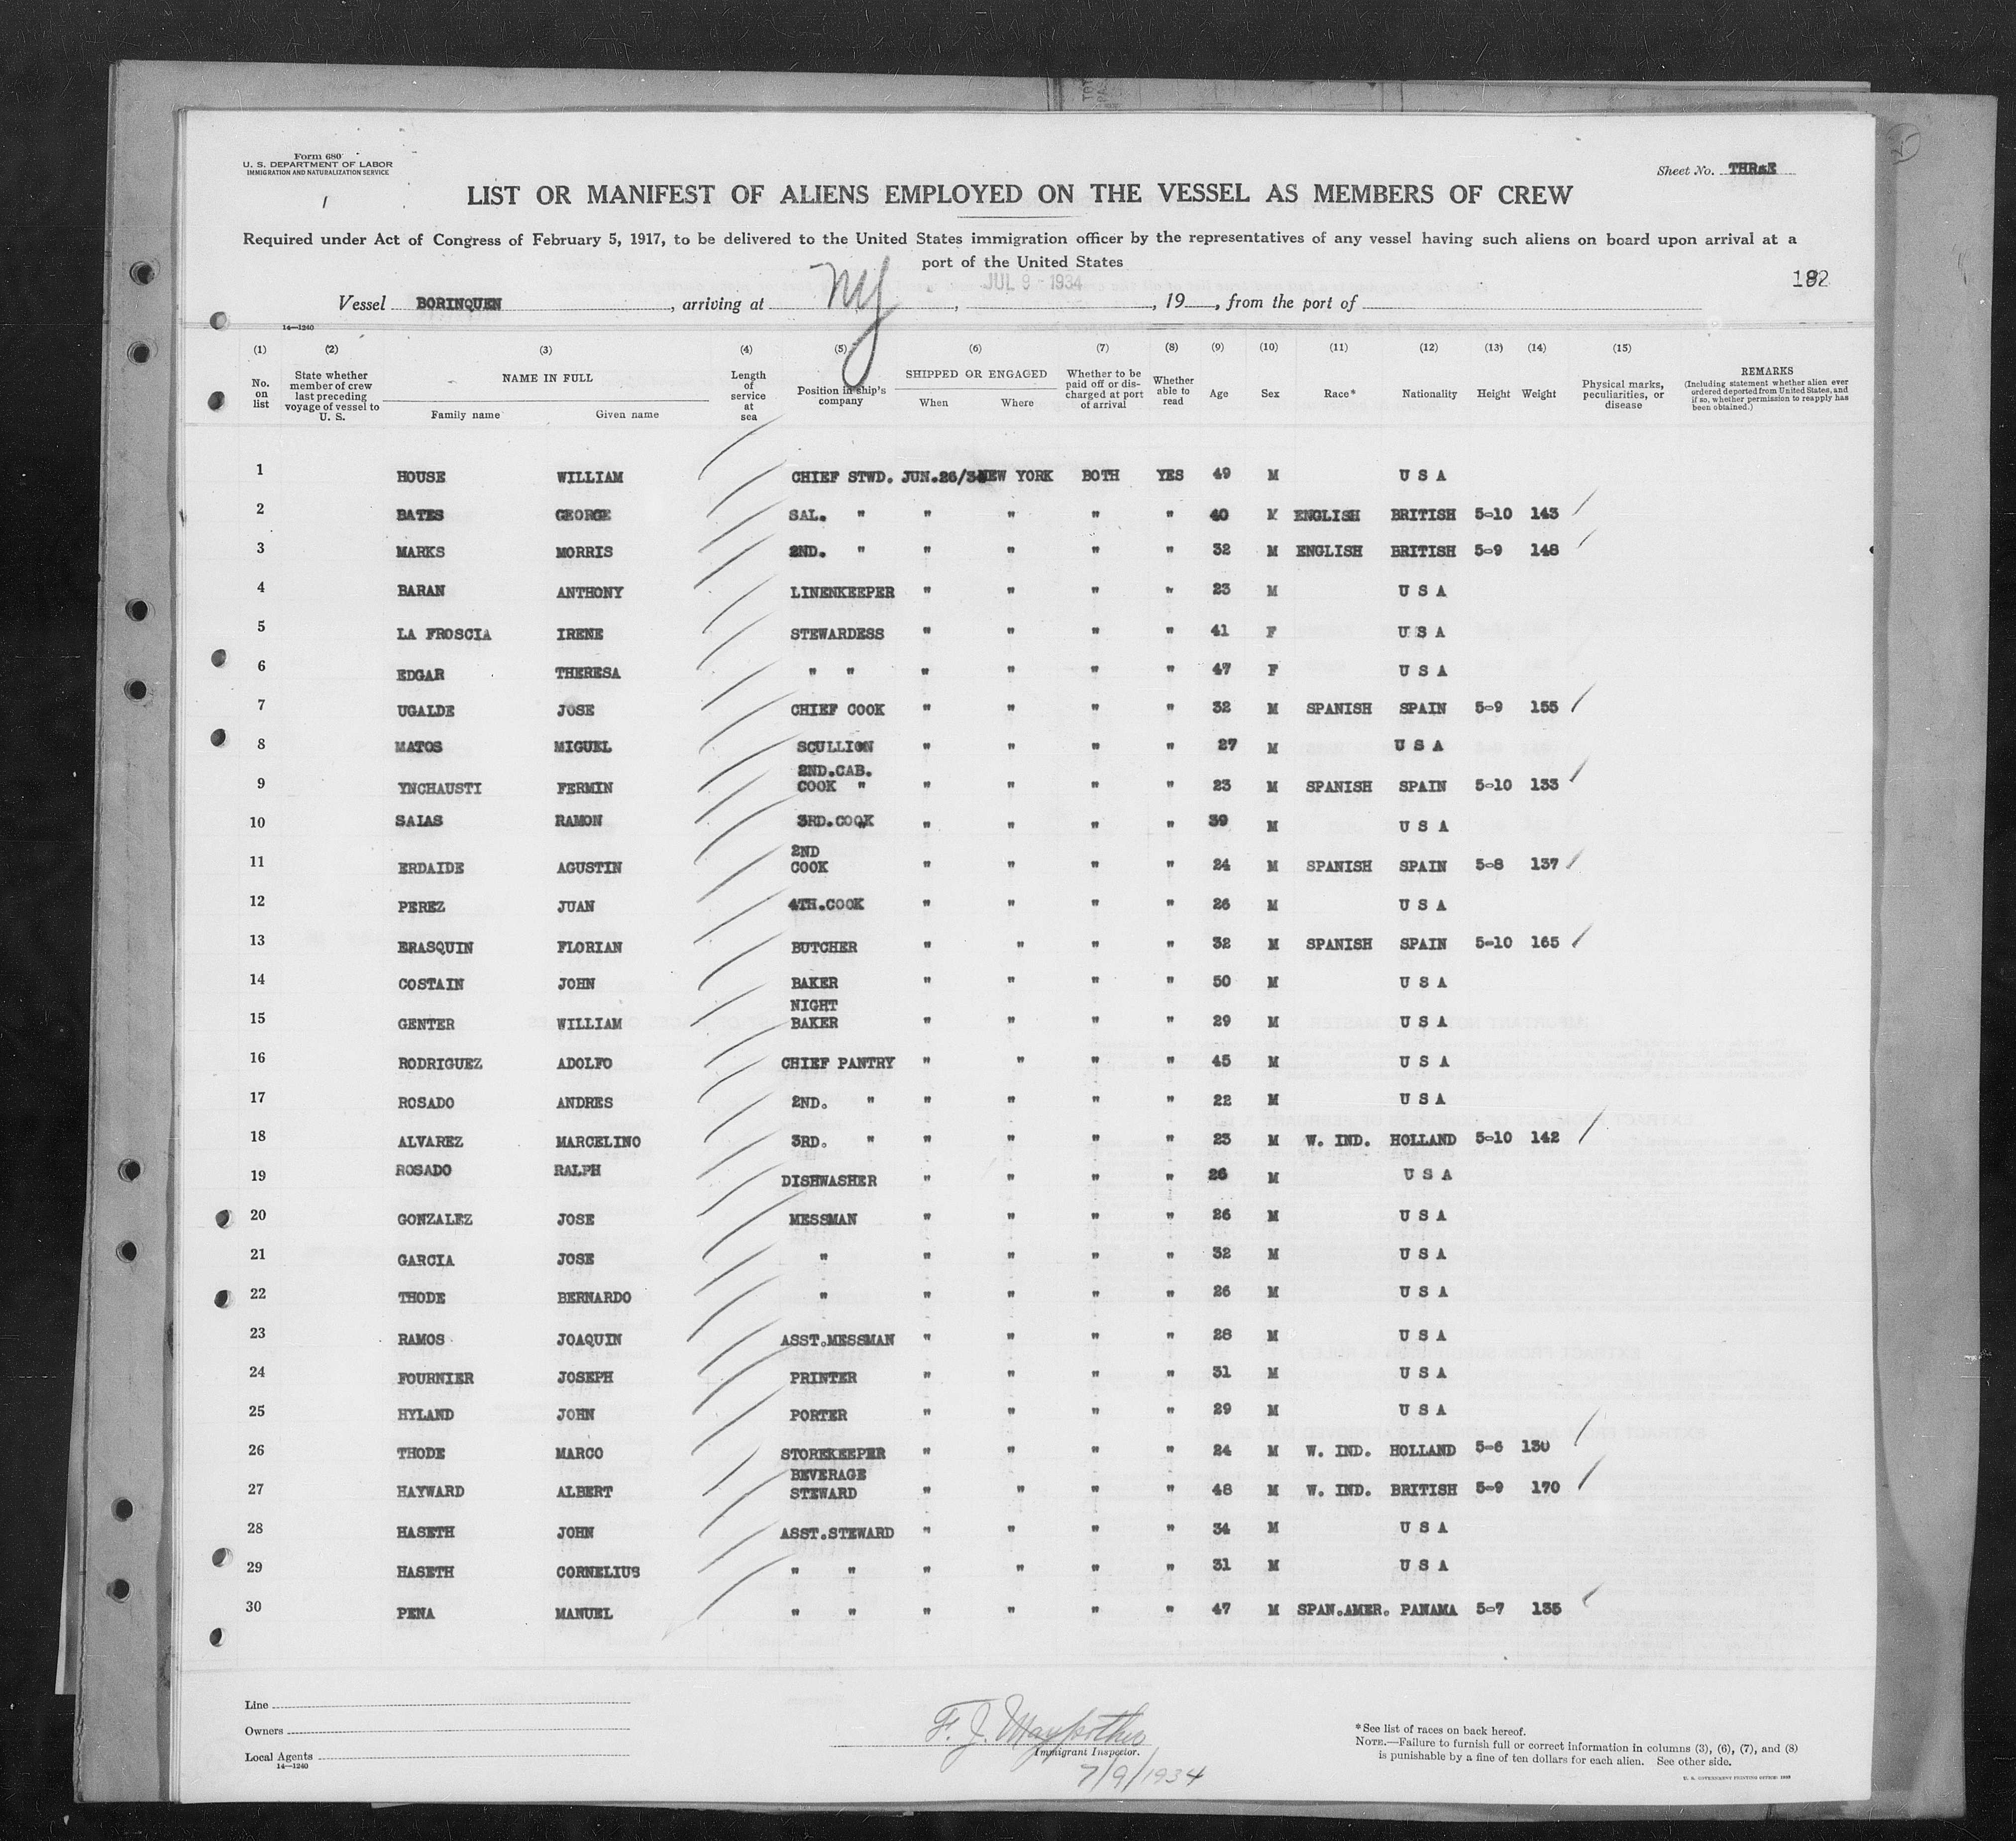 Form 680
U. S. DEPARTMENT OF LABOR
IMMIGRATION AND NATURALIZATION SERVICE
Sheet No. THREE
LIST OR MANIFEST OF ALIENS EMPLOYED ON THE VESSEL AS MEMBERS OF CREW
Required under Act of Congress of February 5, 1917, to be delivered to the United States immigration officer by the representatives of any vessel having such aliens on board upon arrival at a
port of the United States
182
Vessel BORINQUEN, arriving at NY, JUL 9 - 1934, 19, from the port of
14—1240
(1) (2) (3) (4) (5) (6) (7) (8) (9) (10) (11) (12) (13) (14) (15)
No. on list State whether member of crew last preceding voyage of vessel to U. S. NAME IN FULL Family name Given name Length of service at sea Position in ship's company SHIPPED OR ENGAGED When Where Whether to be paid off or discharged at port of arrival Whether able to read Age Sex Race* Nationality Height Weight Physical marks, peculiarities, or disease REMARKS (Including statement whether alien ever ordered deported from United States, and if so, whether permission to reapply has been obtained.)
1 HOUSE WILLIAM CHIEF STWD. JUN.26/34 NEW YORK BOTH YES 49 M U S A
2 BATES GEORGE SAL. " " " " " 40 M ENGLISH BRITISH 5-10 143
3 MARKS MORRIS 2ND. " " " " " 32 M ENGLISH BRITISH 5-9 148
4 BARAN ANTHONY LINENKEEPER " " " " 23 M U S A
5 LA FROSCIA IRENE STEWARDESS " " " " 41 F U S A
6 EDGAR THERESA " " " " " " 47 F U S A
7 UGALDE JOSE CHIEF COOK " " " " 32 M SPANISH SPAIN 5-9 155
8 MATOS MIGUEL SCULLION " " " " 27 M U S A
9 YNCHAUSTI FERMIN 2ND.CAB. COOK " " " " " 23 M SPANISH SPAIN 5-10 133
10 SALAS RAMON 3RD.COOK " " " " 39 M U S A
11 ERDAIDE AGUSTIN 2ND COOK " " " " 24 M SPANISH SPAIN 5-8 137
12 PEREZ JUAN 4TH.COOK " " " " 26 M U S A
13 ERASQUIN FLORIAN BUTCHER " " " " 32 M SPANISH SPAIN 5-10 165
14 COSTAIN JOHN BAKER " " " " 50 M U S A
15 GENTER WILLIAM NIGHT BAKER " " " " 29 M U S A
16 RODRIGUEZ ADOLFO CHIEF PANTRY " " " " 45 M U S A
17 ROSADO ANDRES 2ND. " " " " " 22 M U S A
18 ALVAREZ MARCELINO 3RD. " " " " " 23 M W. IND. HOLLAND 5-10 142
19 ROSADO RALPH DISHWASHER " " " " 26 M U S A
20 GONZALEZ JOSE MESSMAN " " " " 26 M U S A
21 GARCIA JOSE " " " " " 32 M U S A
22 THODE BERNARDO " " " " " 26 M U S A
23 RAMOS JOAQUIN ASST.MESSMAN " " " " 28 M U S A
24 FOURNIER JOSEPH PRINTER " " " " 31 M U S A
25 HYLAND JOHN PORTER " " " " 29 M U S A
26 THODE MARCO STOREKEEPER " " " " 24 M W. IND. HOLLAND 5-6 130
27 HAYWARD ALBERT BEVERAGE STEWARD " " " " 48 M W. IND. BRITISH 5-9 170
28 HASETH JOHN ASST.STEWARD " " " " 34 M U S A
29 HASETH CORNELIUS " " " " " " 31 M U S A
30 PENA MANUEL " " " " " " 47 M SPAN.AMER. PANAMA 5-7 135
Line
Owners
Local Agents
14—1240
F. J.
Immigrant Inspector.
7/9/1934
*See list of races on back hereof.
NOTE.—Failure to furnish full or correct information in columns (3), (6), (7), and (8)
is punishable by a fine of ten dollars for each alien. See other side.